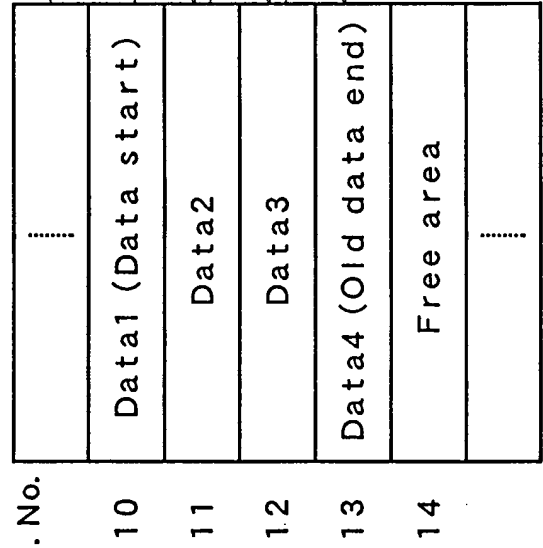 . No.
........
10 Data1 (Data start)
11 Data2
12 Data3
13 Data4 (Old data end)
14 Free area
........